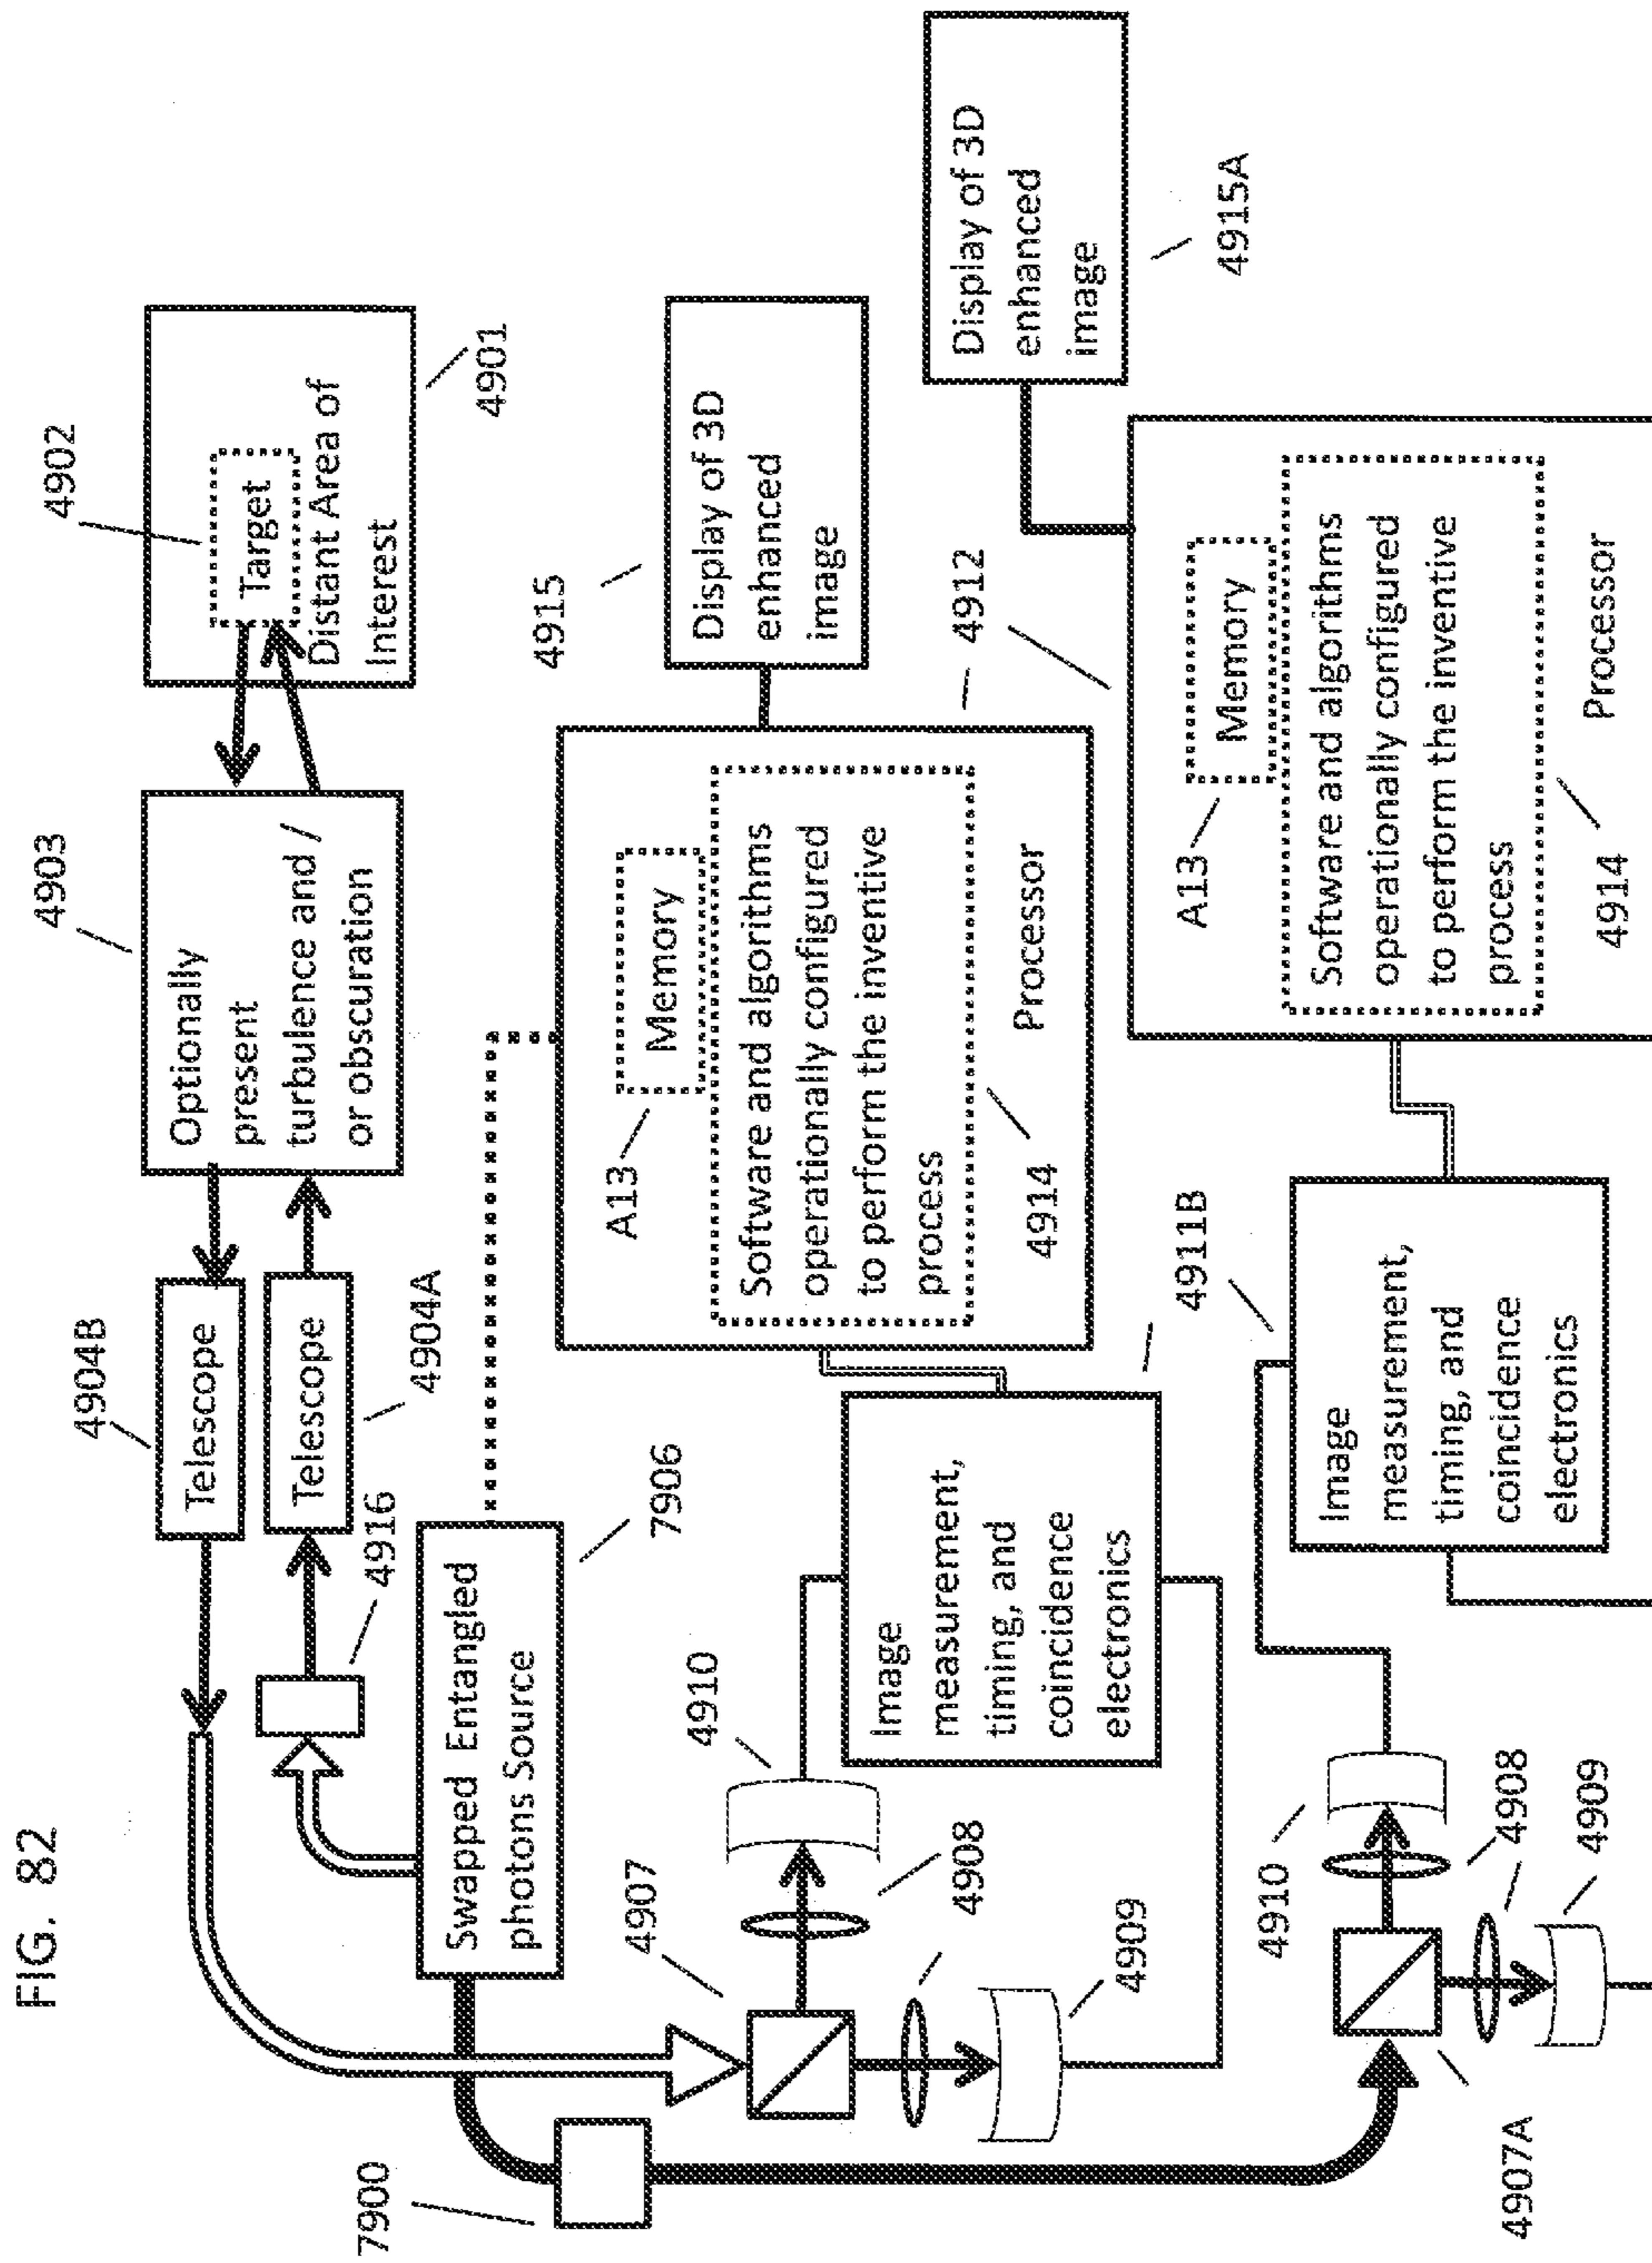 FIG. 82
4904B
4903
4902
Telescope
Telescope
4904A
4916
Optionally
present
turbulence and /
or obscuration
Target
Distant Area of
Interest
4901
Swapped Entangled
photons Source
7906
7900
4907
4910
4908
4909
Image
measurement,
timing, and
coincidence
electronics
4911B
A13
Memory
Software and algorithms
operationally configured
to perform the inventive
process
Processor
4914
4912
4915
Display of 3D
enhanced
image
4907A
4910
4908
4909
Image
measurement,
timing, and
coincidence
electronics
A13
Memory
Software and algorithms
operationally configured
to perform the inventive
process
Processor
4914
Display of 3D
enhanced
image
4915A